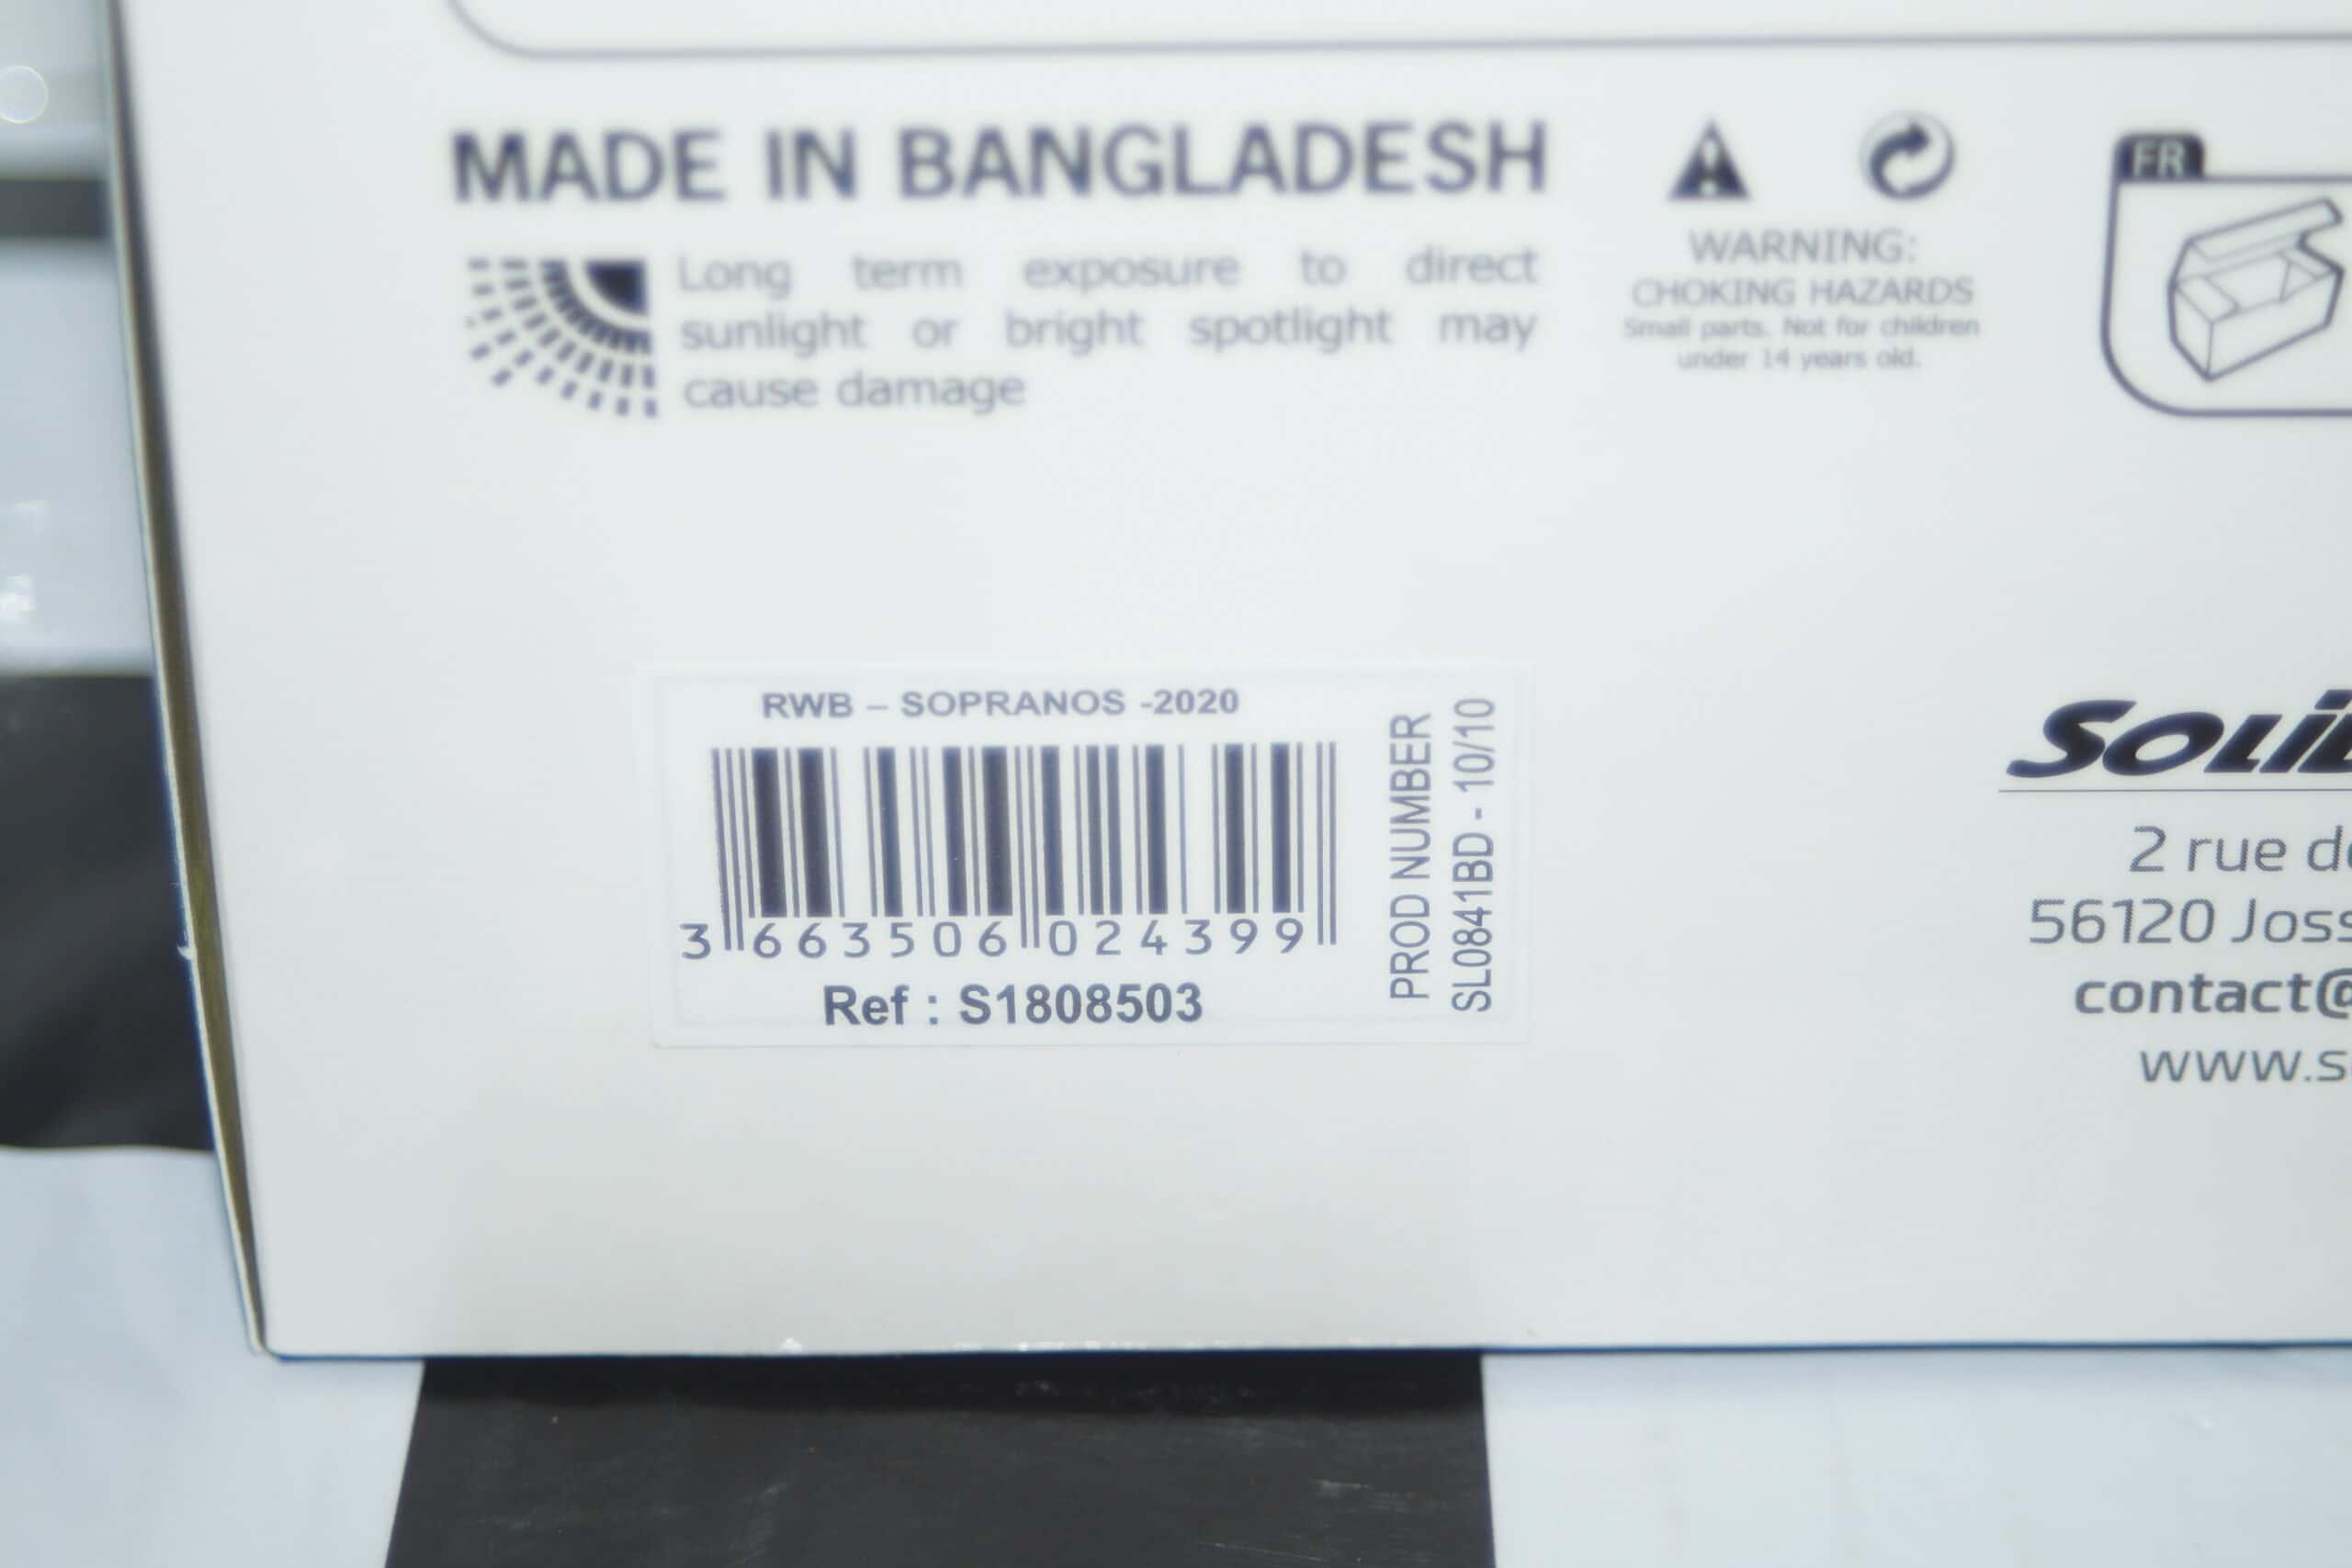 MADE IN BANGLADESH
Long term exposure to direct
sunlight or bright spotlight may
cause damage
WARNING:
CHOKING HAZARDS
Small parts. Not for children
under 14 years old.
FR
RWB – SOPRANOS -2020
3 663506 024399
Ref : S1808503
PROD NUMBER
SL0841BD - 10/10
2 rue
56120
contact@